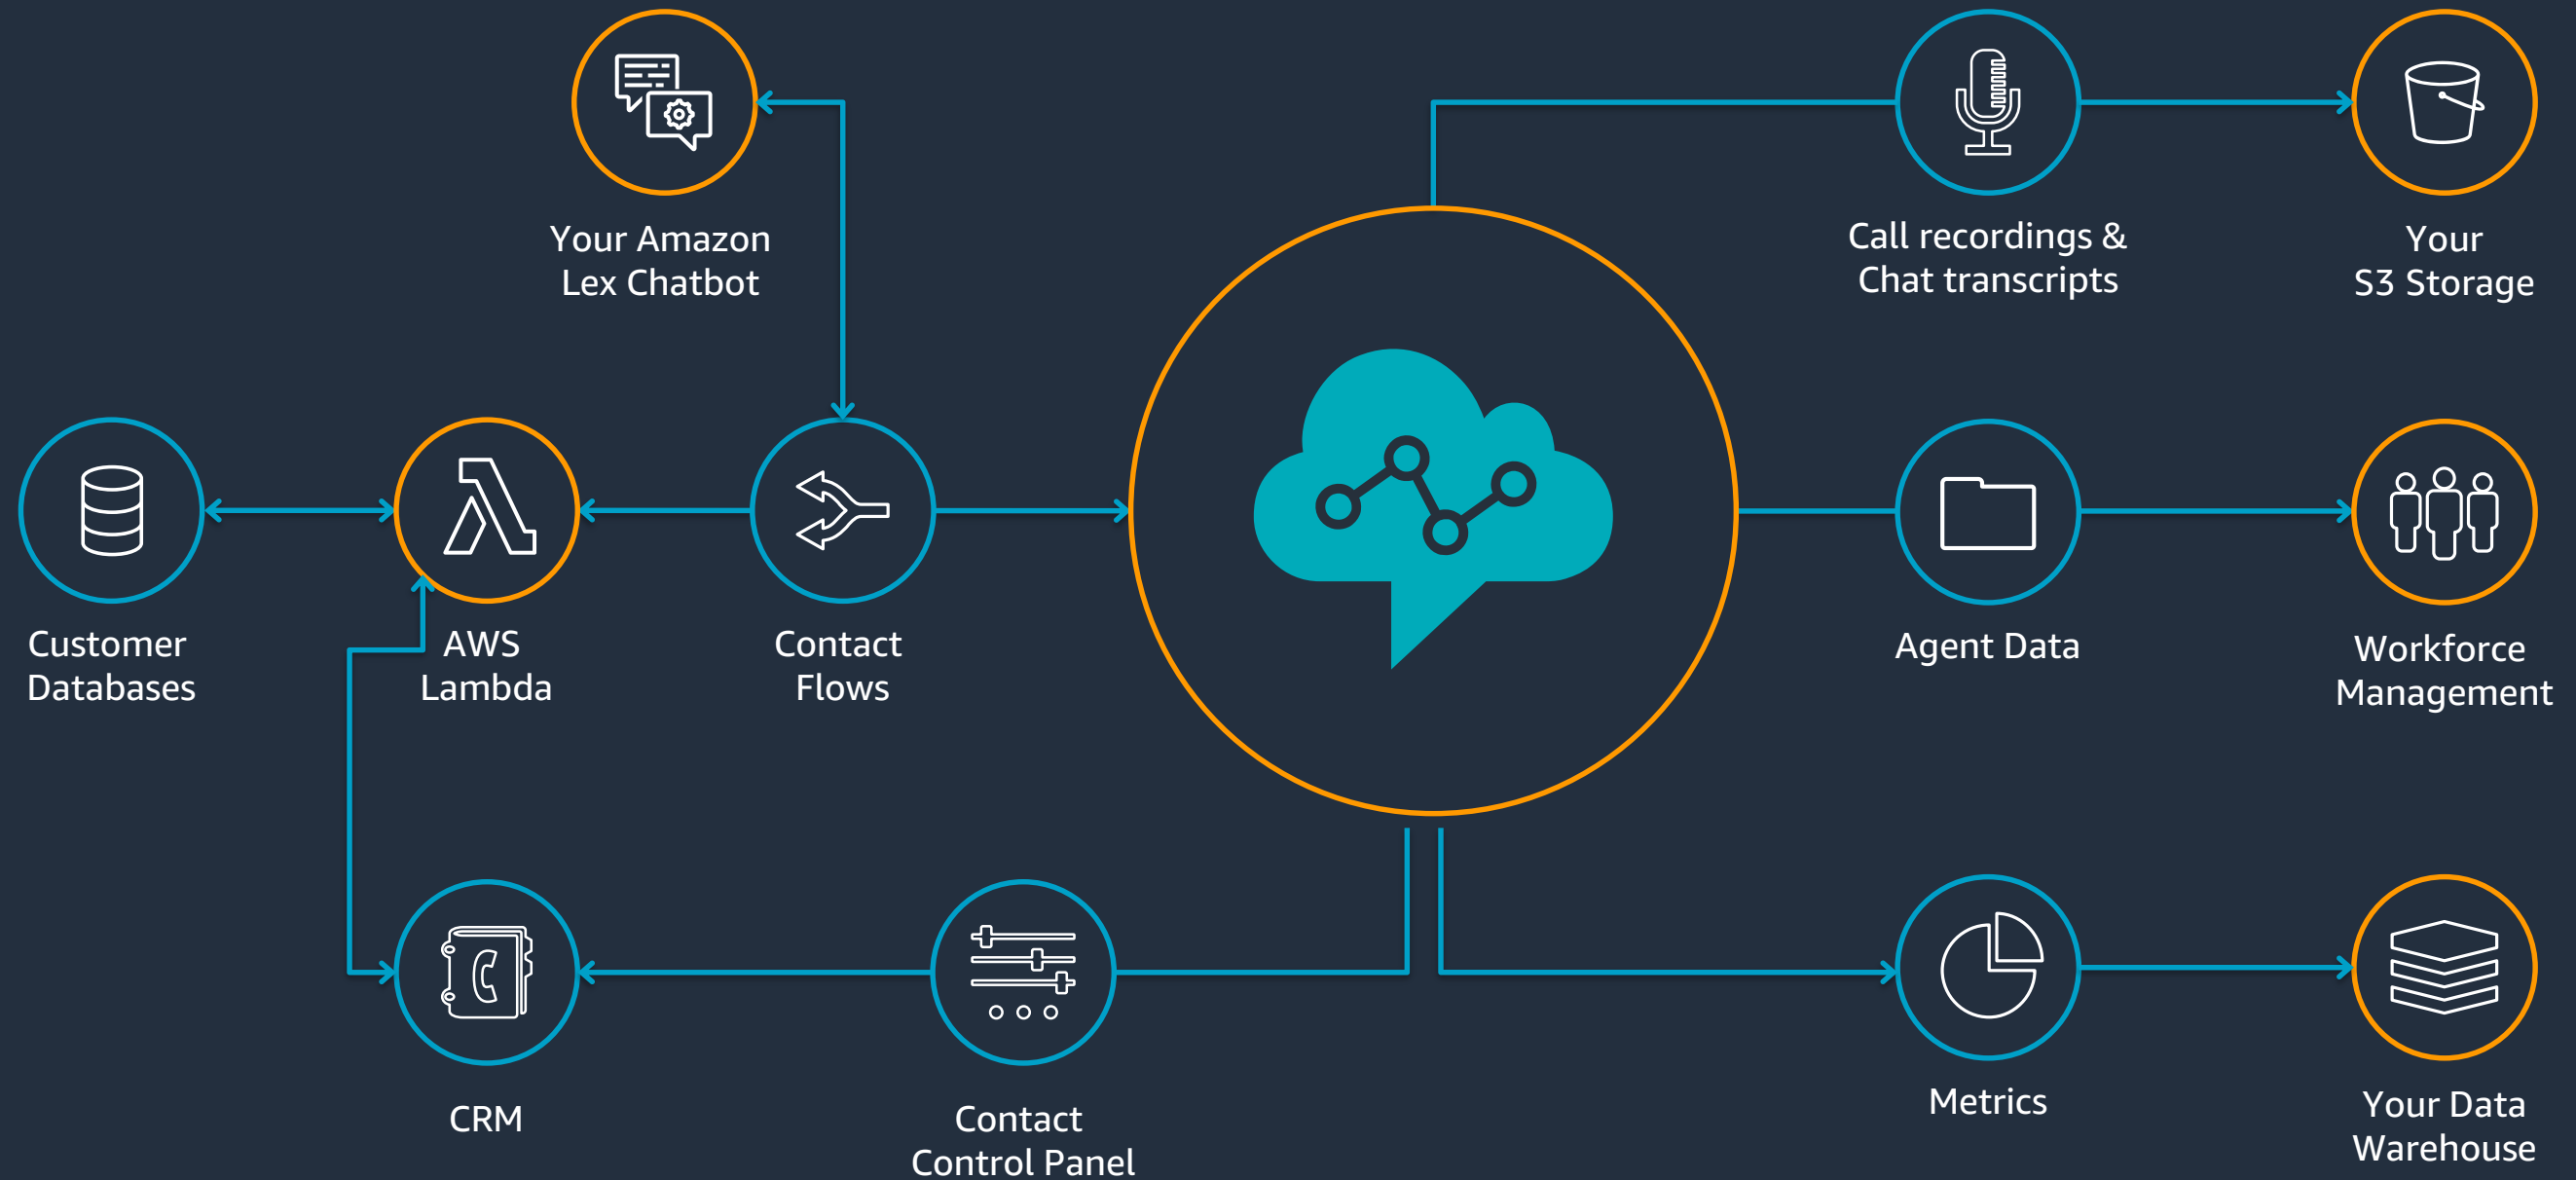 Your Amazon
Lex Chatbot
Call recordings &
Chat transcripts
Your
S3 Storage
Customer
Databases
AWS
Lambda
Contact
Flows
Agent Data
Workforce
Management
CRM
Contact
Control Panel
Metrics
Your Data
Warehouse